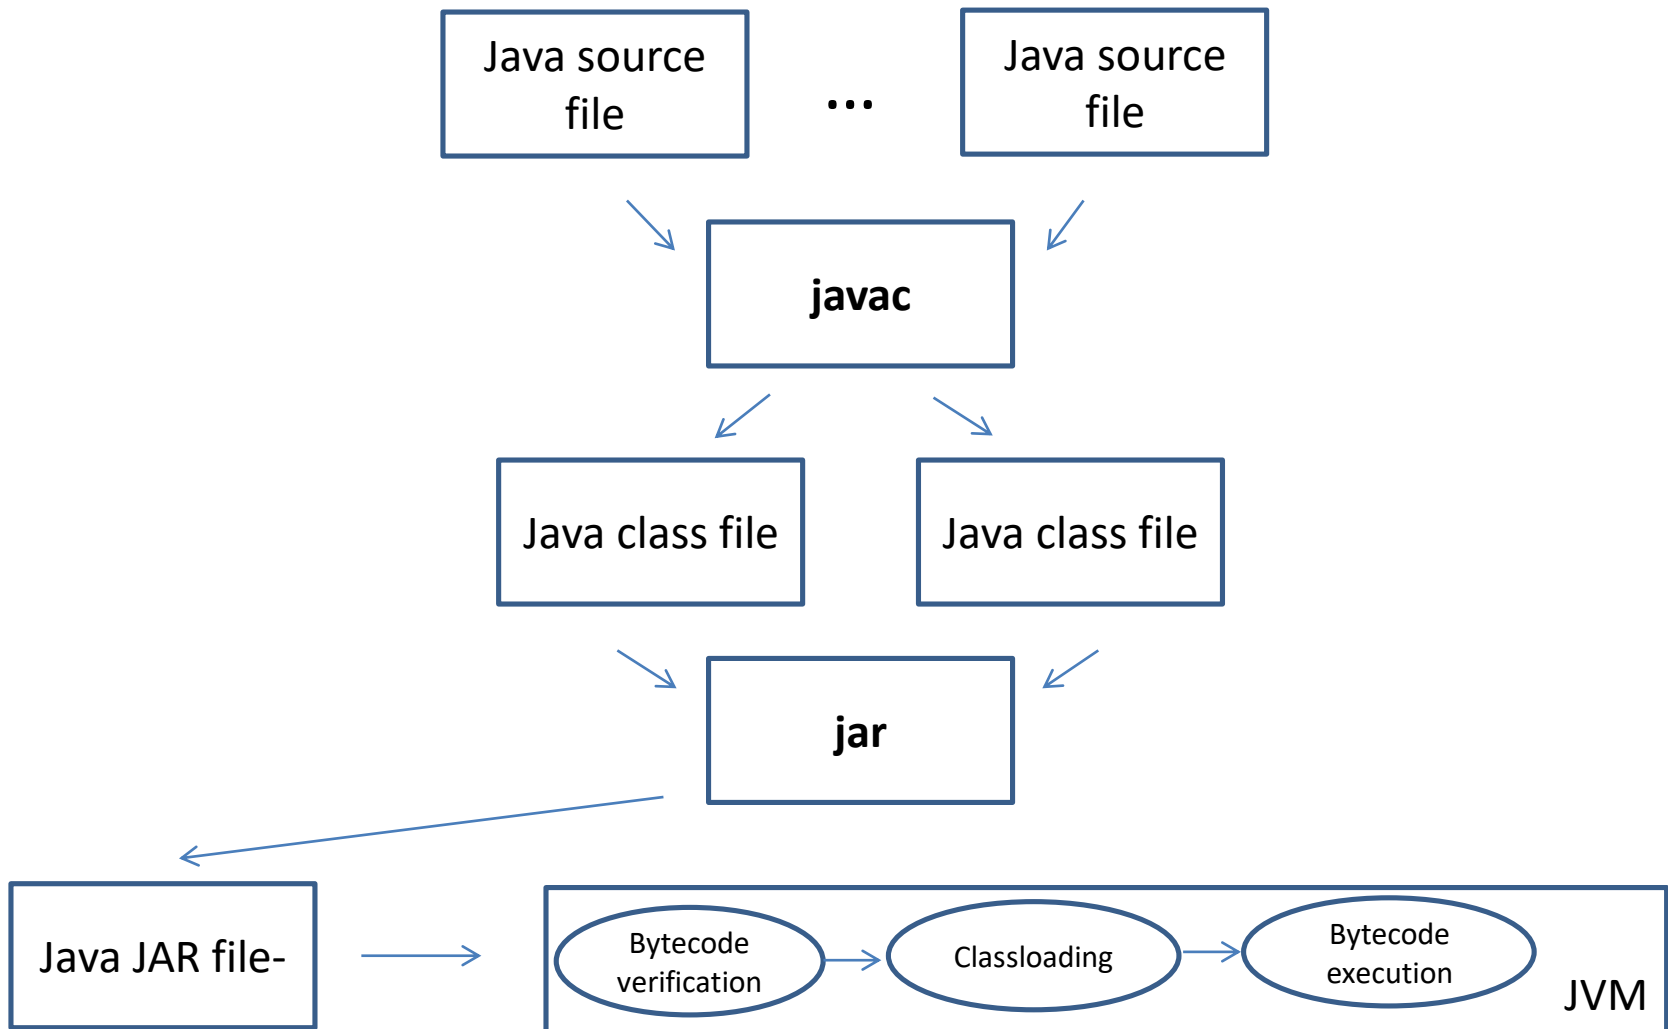 Java source
file
...
Java source
file
javac
Java class file
Java class file
jar
Java JAR file-
Bytecode
verification
Classloading
Bytecode
execution
JVM